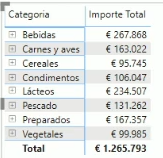 Categoría Importe Total
Bebidas € 267.868
Carnes y aves € 163.022
Cereales € 95.745
Condimentos € 106.047
Lácteos € 234.507
Pescado € 131.262
Preparados € 167.357
Vegetales € 99.985
Total € 1.265.793